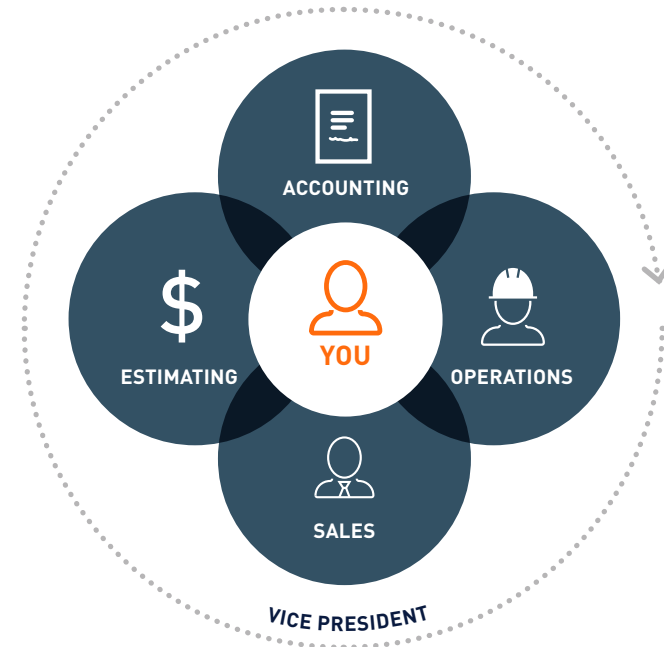 ACCOUNTING
$
ESTIMATING
YOU
OPERATIONS
SALES
VICE PRESIDENT